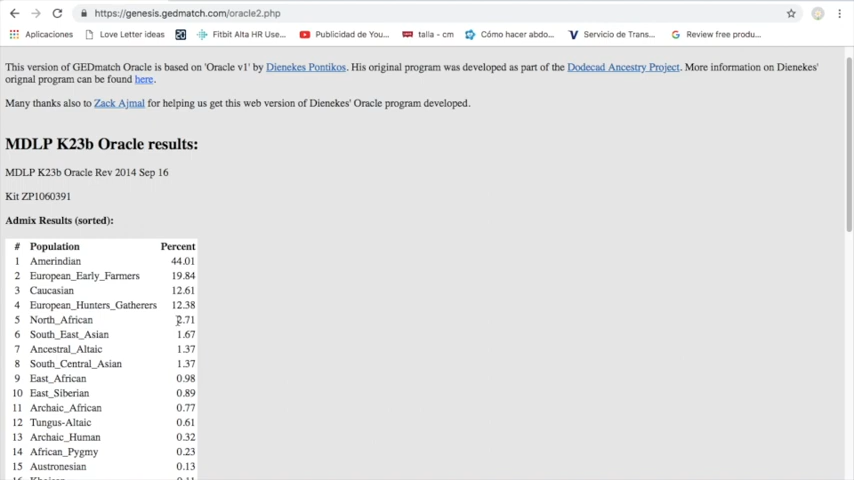 https://genesis.gedmatch.com/oracle2.php
Aplicaciones
Love Letter ideas
20
Fitbit Alta HR Use...
Publicidad de You...
talia - cm
Cómo hacer abdo...
Servicio de Trans...
Review free produ...
This version of GEDmatch Oracle is based on 'Oracle v1' by Dienekes Pontikos. His original program was developed as part of the Dodecad Ancestry Project. More information on Dienekes'
orignal program can be found here.
Many thanks also to Zack Ajmal for helping us get this web version of Dienekes' Oracle program developed.
MDLP K23b Oracle results:
MDLP K23b Oracle Rev 2014 Sep 16
Kit ZP1060391
Admix Results (sorted):
# Population Percent
1 Amerindian 44.01
2 European_Early_Farmers 19.84
3 Caucasian 12.61
4 European_Hunters_Gatherers 12.38
5 North_African 2.71
6 South_East_Asian 1.67
7 Ancestral_Altaic 1.37
8 South_Central_Asian 1.37
9 East_African 0.98
10 East_Siberian 0.89
11 Archaic_African 0.77
12 Tungus-Altaic 0.61
13 Archaic_Human 0.32
14 African_Pygmy 0.23
15 Austronesian 0.13